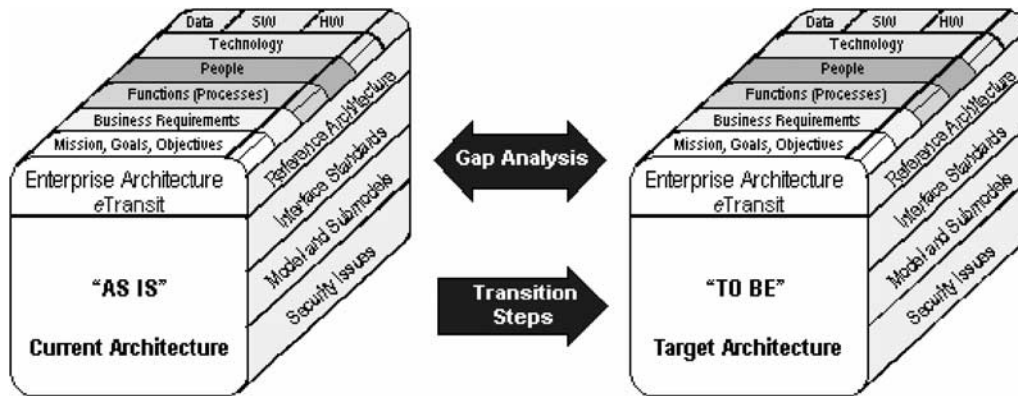 Data SW HW
Technology
People
Functions (Processes)
Business Requirements
Mission, Goals, Objectives
Enterprise Architecture
eTransit
"AS IS"
Current Architecture
Reference Architecture
Interface Standards
Model and Submodels
Security Issues
Gap Analysis
Transition
Steps
Data SW HW
Technology
People
Functions (Processes)
Business Requirements
Mission, Goals, Objectives
Enterprise Architecture
eTransit
"TO BE"
Target Architecture
Reference Architecture
Interface Standards
Model and Submodels
Security Issues